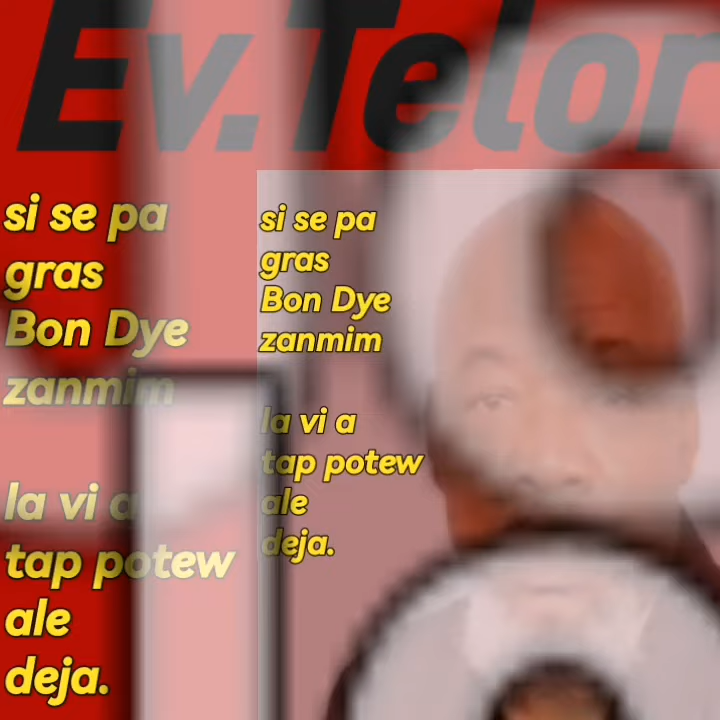 Ev.Telor
si se pa
gras
Bon Dye
zanmim
la vi a
tap potew
ale
deja.
si se pa
gras
Bon Dye
zanmim
la vi a
tap potew
ale
deja.